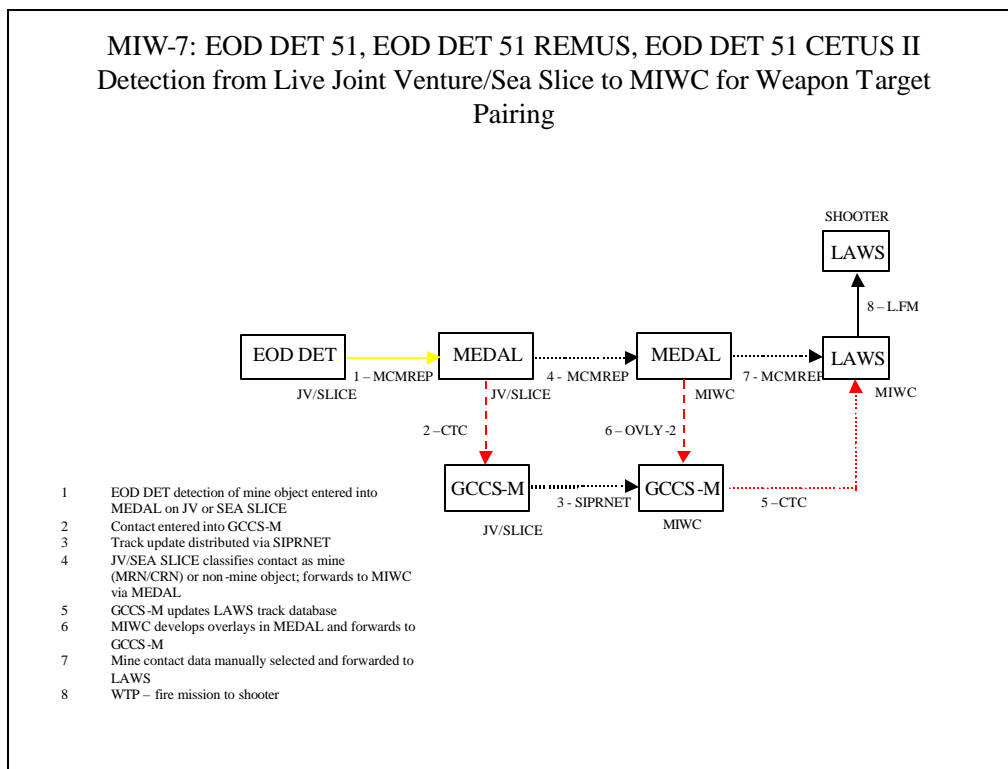 MIW-7: EOD DET 51, EOD DET 51 REMUS, EOD DET 51 CETUS II
Detection from Live Joint Venture/Sea Slice to MIWC for Weapon Target
Pairing
SHOOTER
LAWS
8 – L.FM
EOD DET
MEDAL
MEDAL
LAWS
1 – MCMREP
4 - MCMREP
7 - MCMREP
JV/SLICE
JV/SLICE
MIWC
MIWC
2 – CTC
6 – OVLY-2
GCCS-M
GCCS-M
3 - SIPRNET
5 – CTC
JV/SLICE
MIWC
1 EOD DET detection of mine object entered into
MEDAL on JV or SEA SLICE
2 Contact entered into GCCS-M
3 Track update distributed via SIPRNET
4 JV/SEA SLICE classifies contact as mine
(MRN/CRN) or non-mine object; forwards to MIWC
via MEDAL
5 GCCS-M updates LAWS track database
6 MIWC develops overlays in MEDAL and forwards to
GCCS-M
7 Mine contact data manually selected and forwarded to
LAWS
8 WTP – fire mission to shooter